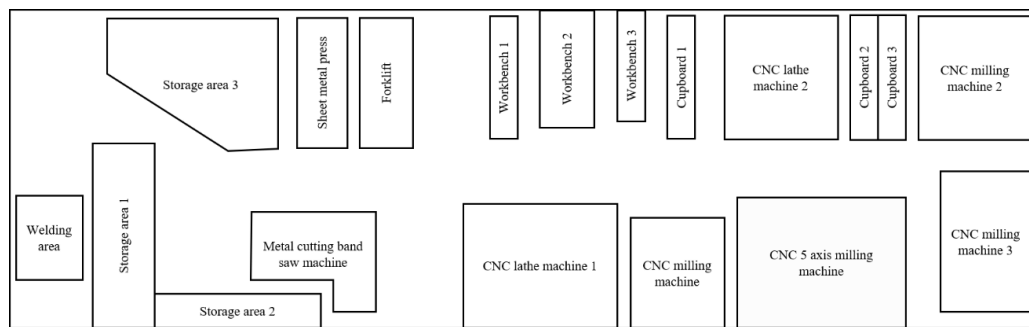 Storage area 3
Sheet metal press
Forklift
Workbench 1
Workbench 2
Workbench 3
Cupboard 1
CNC lathe
machine 2
Cupboard 2
Cupboard 3
CNC milling
machine 2
Welding
area
Storage area 1
Metal cutting band
saw machine
Storage area 2
CNC lathe machine 1
CNC milling
machine
CNC 5 axis milling
machine
CNC milling
machine 3